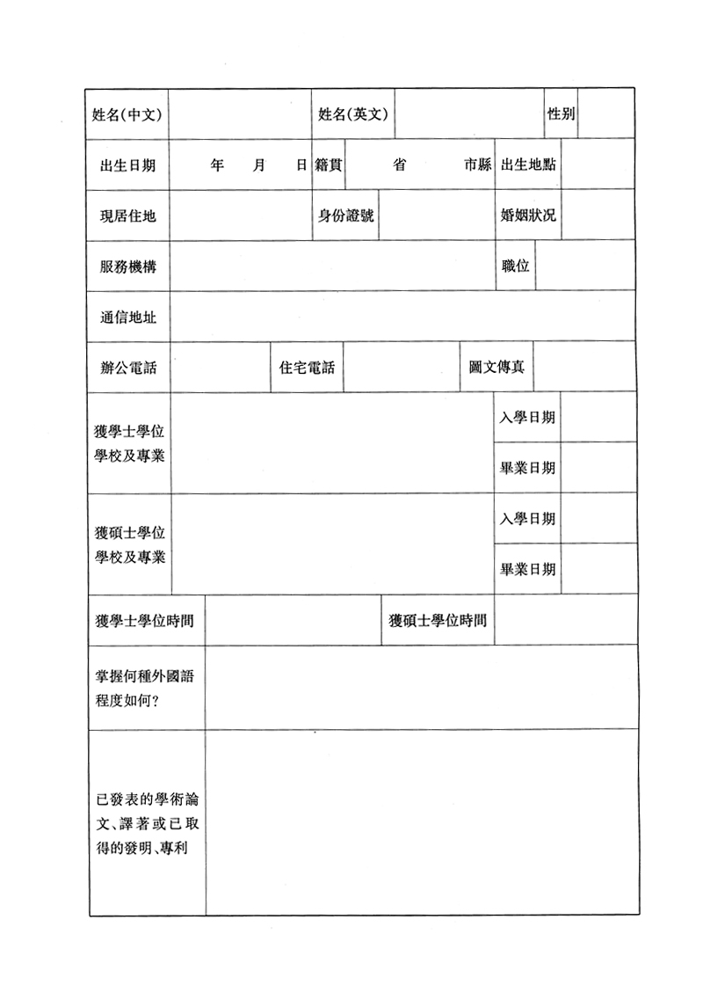 姓名(中文) 姓名(英文) 性别
出生日期 年 月 日 籍貫 省 市縣 出生地點
現居住地 身份證號 婚姻狀况
服務機構 職位
通信地址
辦公電話 住宅電話 圖文傳真
獲學士學位
學校及專業
入學日期
畢業日期
獲碩士學位
學校及專業
入學日期
畢業日期
獲學士學位時間 獲碩士學位時間
掌握何種外國語
程度如何?
已發表的學術論
文、譯著或已取
得的發明、專利